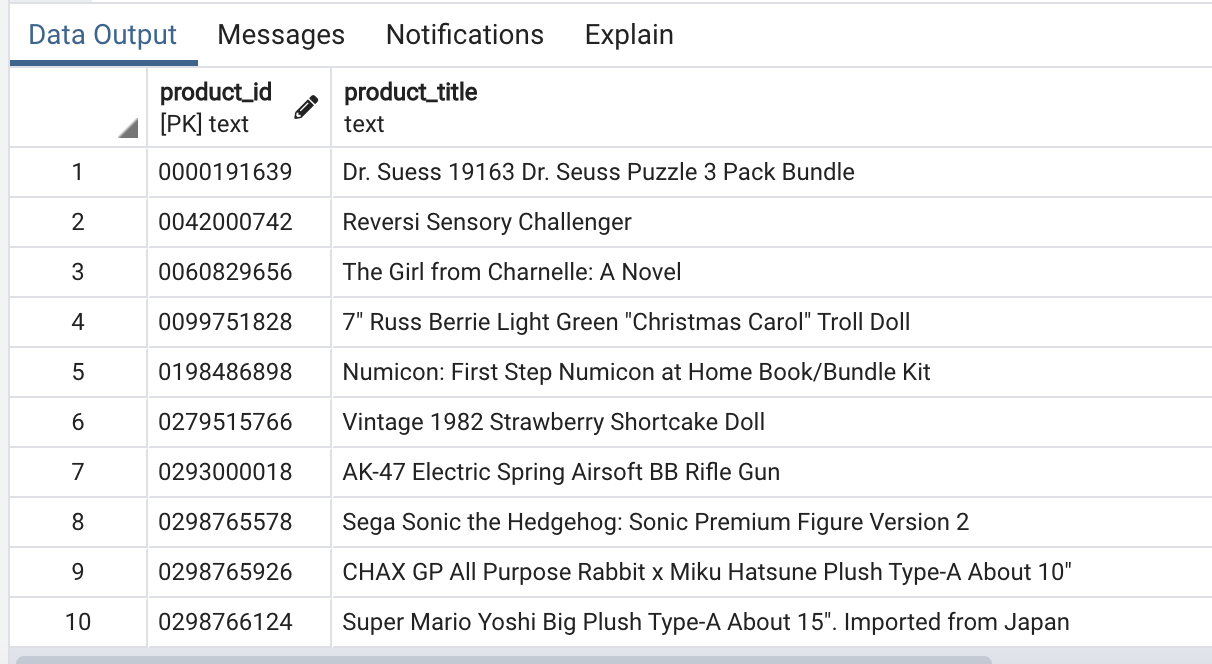 Data Output Messages Notifications Explain
product_id product_title
[PK] text text
1 0000191639 Dr. Suess 19163 Dr. Seuss Puzzle 3 Pack Bundle
2 0042000742 Reversi Sensory Challenger
3 0060829656 The Girl from Charnelle: A Novel
4 0099751828 7" Russ Berrie Light Green "Christmas Carol" Troll Doll
5 0198486898 Numicon: First Step Numicon at Home Book/Bundle Kit
6 0279515766 Vintage 1982 Strawberry Shortcake Doll
7 0293000018 AK-47 Electric Spring Airsoft BB Rifle Gun
8 0298765578 Sega Sonic the Hedgehog: Sonic Premium Figure Version 2
9 0298765926 CHAX GP All Purpose Rabbit x Miku Hatsune Plush Type-A About 10"
10 0298766124 Super Mario Yoshi Big Plush Type-A About 15". Imported from Japan